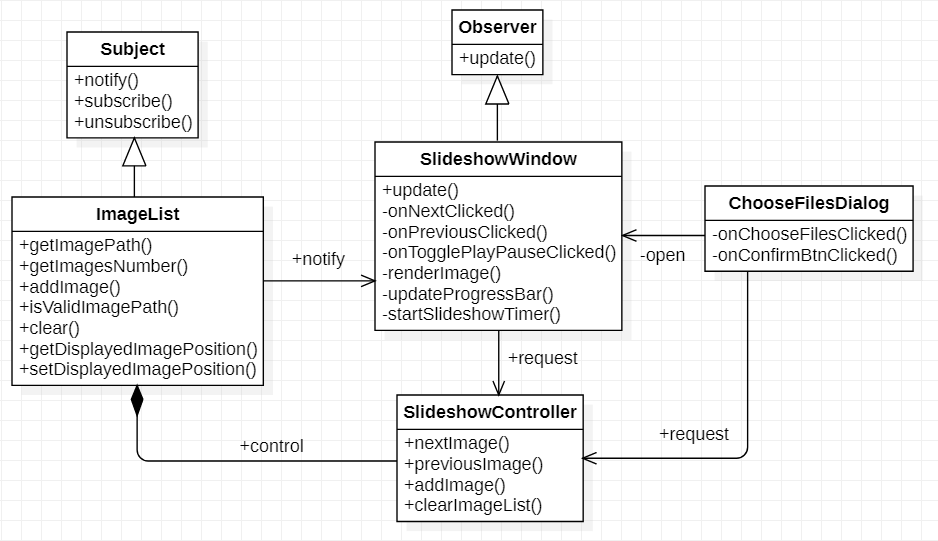 Subject
+notify()
+subscribe()
+unsubscribe()
Observer
+update()
ImageList
+getImagePath()
+getImagesNumber()
+addImage()
+isValidImagePath()
+clear()
+getDisplayedImagePosition()
+setDisplayedImagePosition()
+notify
SlideshowWindow
+update()
-onNextClicked()
-onPreviousClicked()
-onTogglePlayPauseClicked()
-renderImage()
-updateProgressBar()
-startSlideshowTimer()
-open
ChooseFilesDialog
-onChooseFilesClicked()
-onConfirmBtnClicked()
+request
+control
SlideshowController
+nextImage()
+previousImage()
+addImage()
+clearImageList()
+request